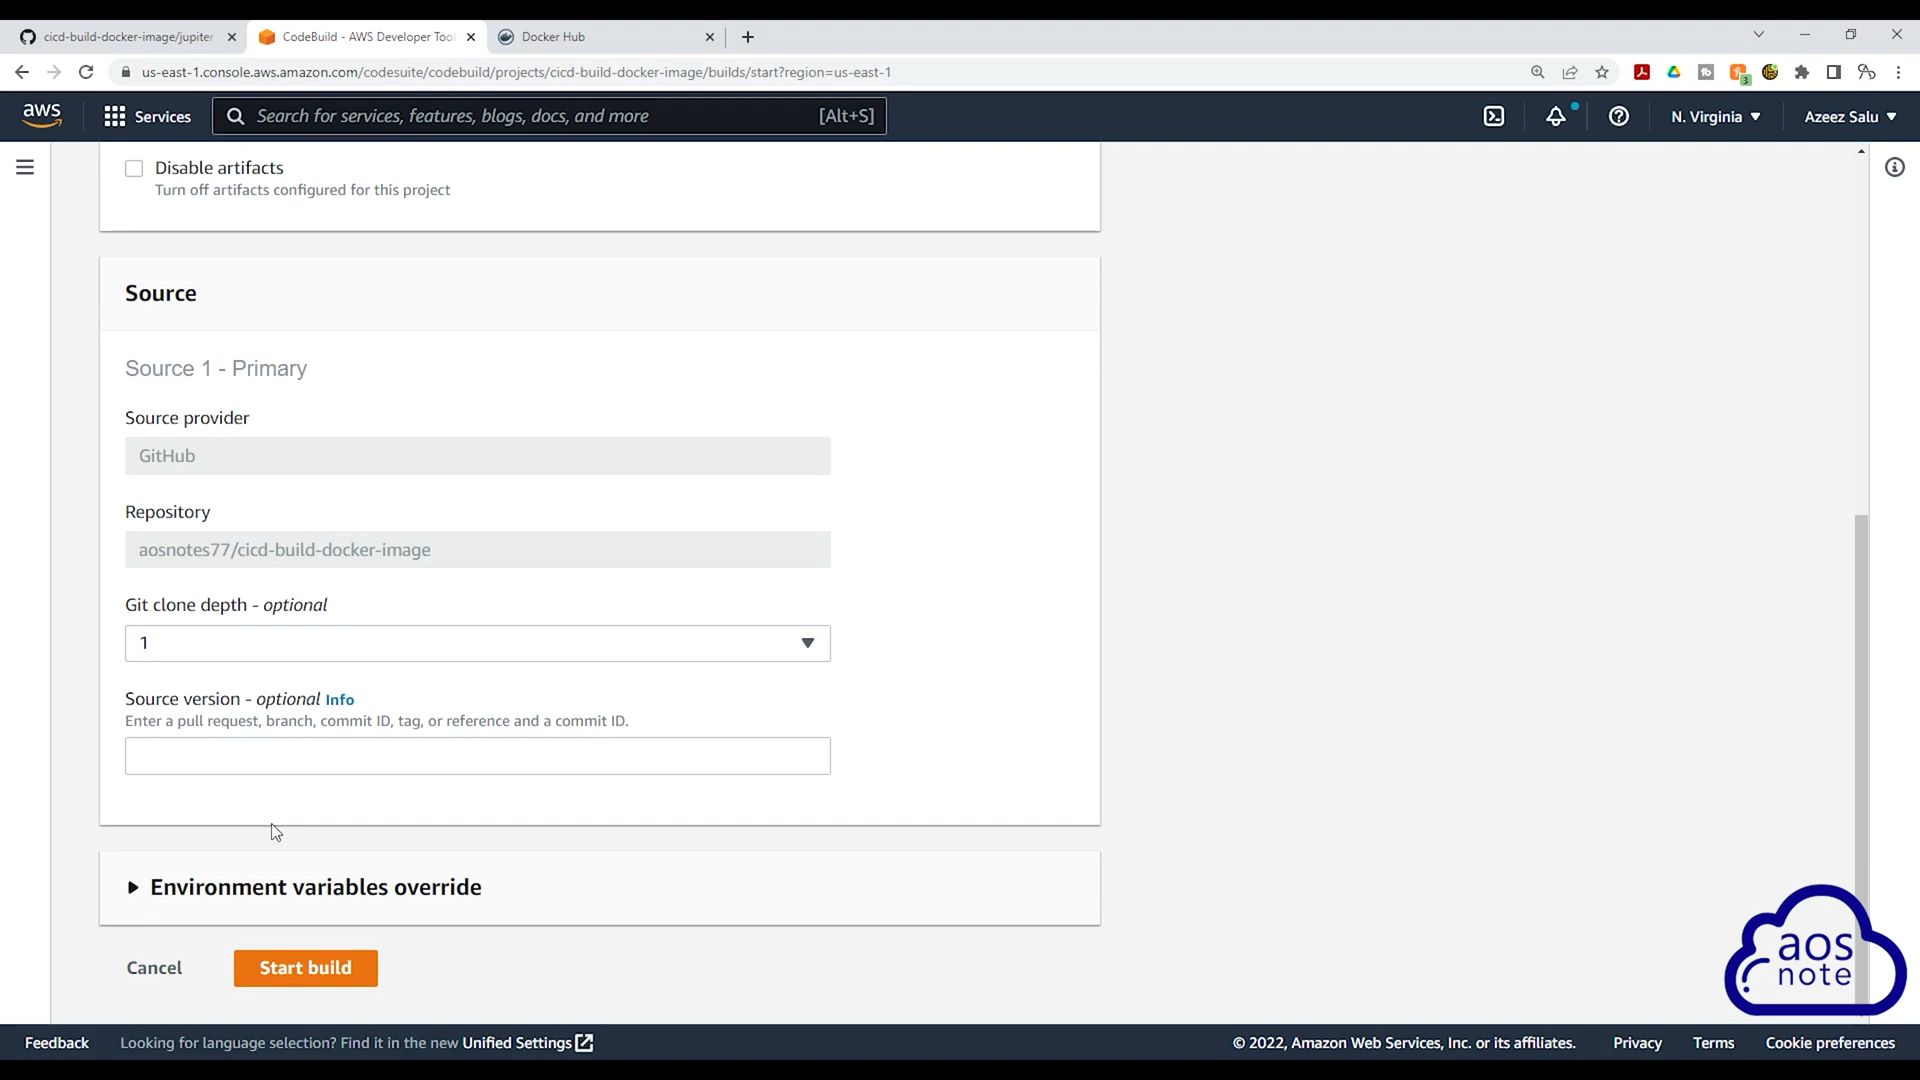 cicd-build-docker-image/jupiter
CodeBuild - AWS Developer Tool
Docker Hub
us-east-1.console.aws.amazon.com/codesuite/codebuild/projects/cicd-build-docker-image/builds/start?region=us-east-1
3
aws
Services
Search for services, features, blogs, docs, and more
[Alt+S]
N. Virginia
Azeez Salu
Disable artifacts
Turn off artifacts configured for this project
Source
Source 1 - Primary
Source provider
GitHub
Repository
aosnotes77/cicd-build-docker-image
Git clone depth - optional
1
Source version - optional Info
Enter a pull request, branch, commit ID, tag, or reference and a commit ID.
Environment variables override
Cancel
Start build
aos
note
Feedback
Looking for language selection? Find it in the new Unified Settings
© 2022, Amazon Web Services, Inc. or its affiliates.
Privacy
Terms
Cookie preferences